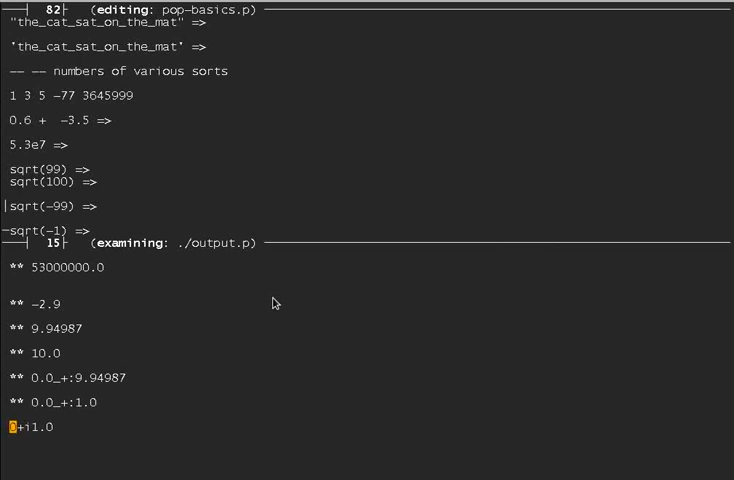 82 (editing: pop-basics.p)
"the_cat_sat_on_the_mat" =>
'the_cat_sat_on_the_mat' =>
-- -- numbers of various sorts
1 3 5 -77 3645999
0.6 + -3.5 =>
5.3e7 =>
sqrt(99) =>
sqrt(100) =>
sqrt(-99) =>
sqrt(-1) =>
15 (examining: ./output.p)
** 53000000.0
** -2.9
** 9.94987
** 10.0
** 0.0_+:9.94987
** 0.0_+:1.0
0+i1.0